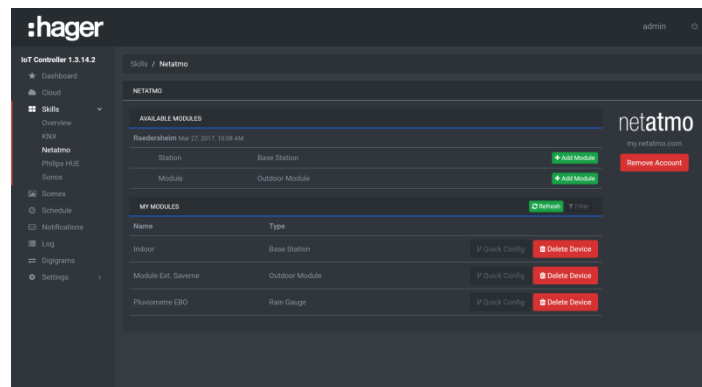 :hager
admin
IoT Controller 1.3.14.2
Dashboard
Cloud
Skills
Overview
KNX
Netatmo
Philips HUE
Sonos
Scenes
Schedule
Notifications
Log
Digigrams
Settings
Skills / Netatmo
NETATMO
AVAILABLE MODULES
Raedersheim Mar 27, 2017, 10:08 AM
Station Base Station + Add Module
Module Outdoor Module + Add Module
MY MODULES Refresh Filter
Name Type
Indoor Base Station Quick Config Delete Device
Module Ext. Saverne Outdoor Module Quick Config Delete Device
Pluviometre EBO Rain Gauge Quick Config Delete Device
netatmo
my.netatmo.com
Remove Account